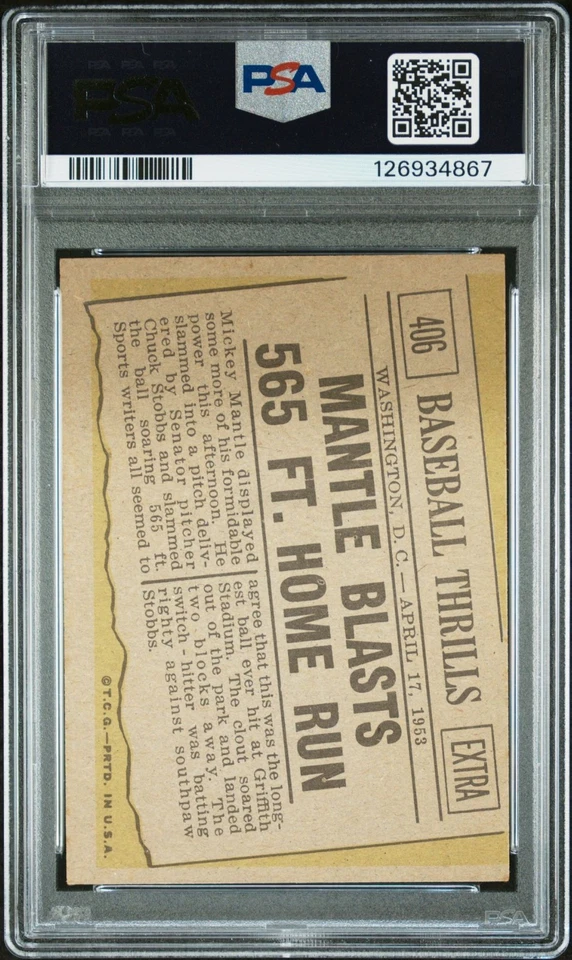 PSA
PSA
126934867
406 BASEBALL THRILLS EXTRA
WASHINGTON, D. C.—APRIL 17, 1953
MANTLE BLASTS
565 FT. HOME RUN
Mickey Mantle displayed
some more of his formidable
power this afternoon. He
slammed into a pitch deliv-
ered by Senator pitcher
Chuck Stobbs and slammed
the ball soaring 565 ft.
Sports writers all seemed to
agree that this was the long-
est ball ever hit at Griffith
Stadium. The clout soared
out of the park and landed
two blocks away. The
switch-hitter was batting
righty against southpaw
Stobbs.
©T.C.G.—PRTD. IN U.S.A.
PSA